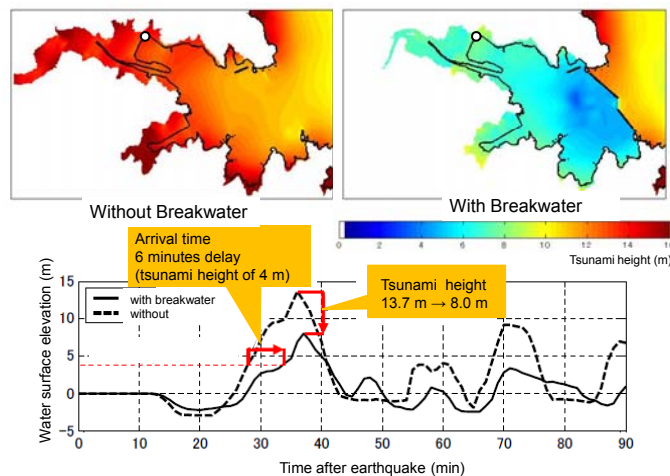 Without Breakwater
With Breakwater
0 2 4 6 8 10 12 14 16
Tsunami height (m)
Arrival time
6 minutes delay
(tsunami height of 4 m)
Tsunami height
13.7 m → 8.0 m
with breakwater
without
Water surface elevation (m)
15
10
5
0
−5
0 10 20 30 40 50 60 70 80 90
Time after earthquake (min)